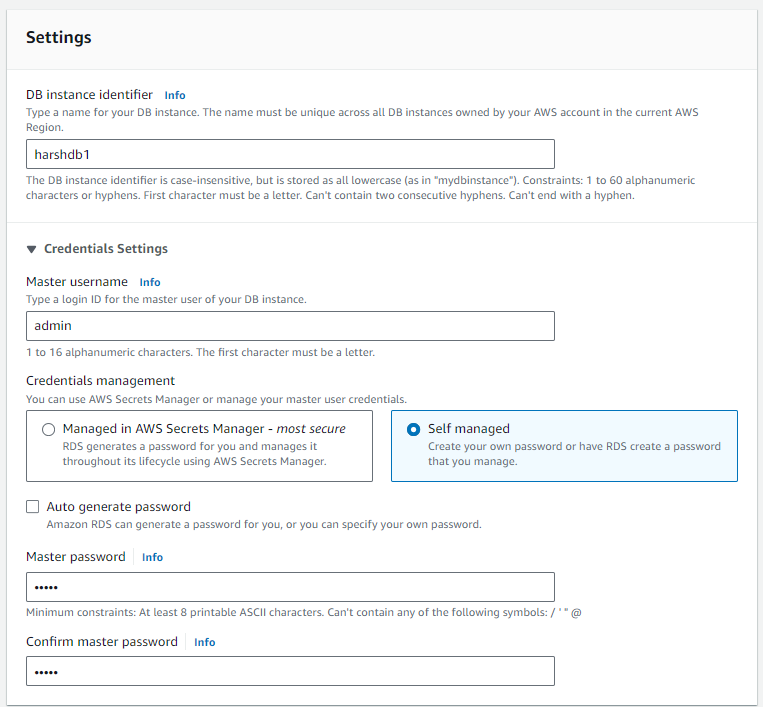 Settings
DB instance identifier Info
Type a name for your DB instance. The name must be unique across all DB instances owned by your AWS account in the current AWS
Region.
harshdb1
The DB instance identifier is case-insensitive, but is stored as all lowercase (as in "mydbinstance"). Constraints: 1 to 60 alphanumeric
characters or hyphens. First character must be a letter. Can't contain two consecutive hyphens. Can't end with a hyphen.
▼ Credentials Settings
Master username Info
Type a login ID for the master user of your DB instance.
admin
1 to 16 alphanumeric characters. The first character must be a letter.
Credentials management
You can use AWS Secrets Manager or manage your master user credentials.
Managed in AWS Secrets Manager - most secure
RDS generates a password for you and manages it
throughout its lifecycle using AWS Secrets Manager.
Self managed
Create your own password or have RDS create a password
that you manage.
Auto generate password
Amazon RDS can generate a password for you, or you can specify your own password.
Master password Info
•••••
Minimum constraints: At least 8 printable ASCII characters. Can't contain any of the following symbols: / ' " @
Confirm master password Info
•••••